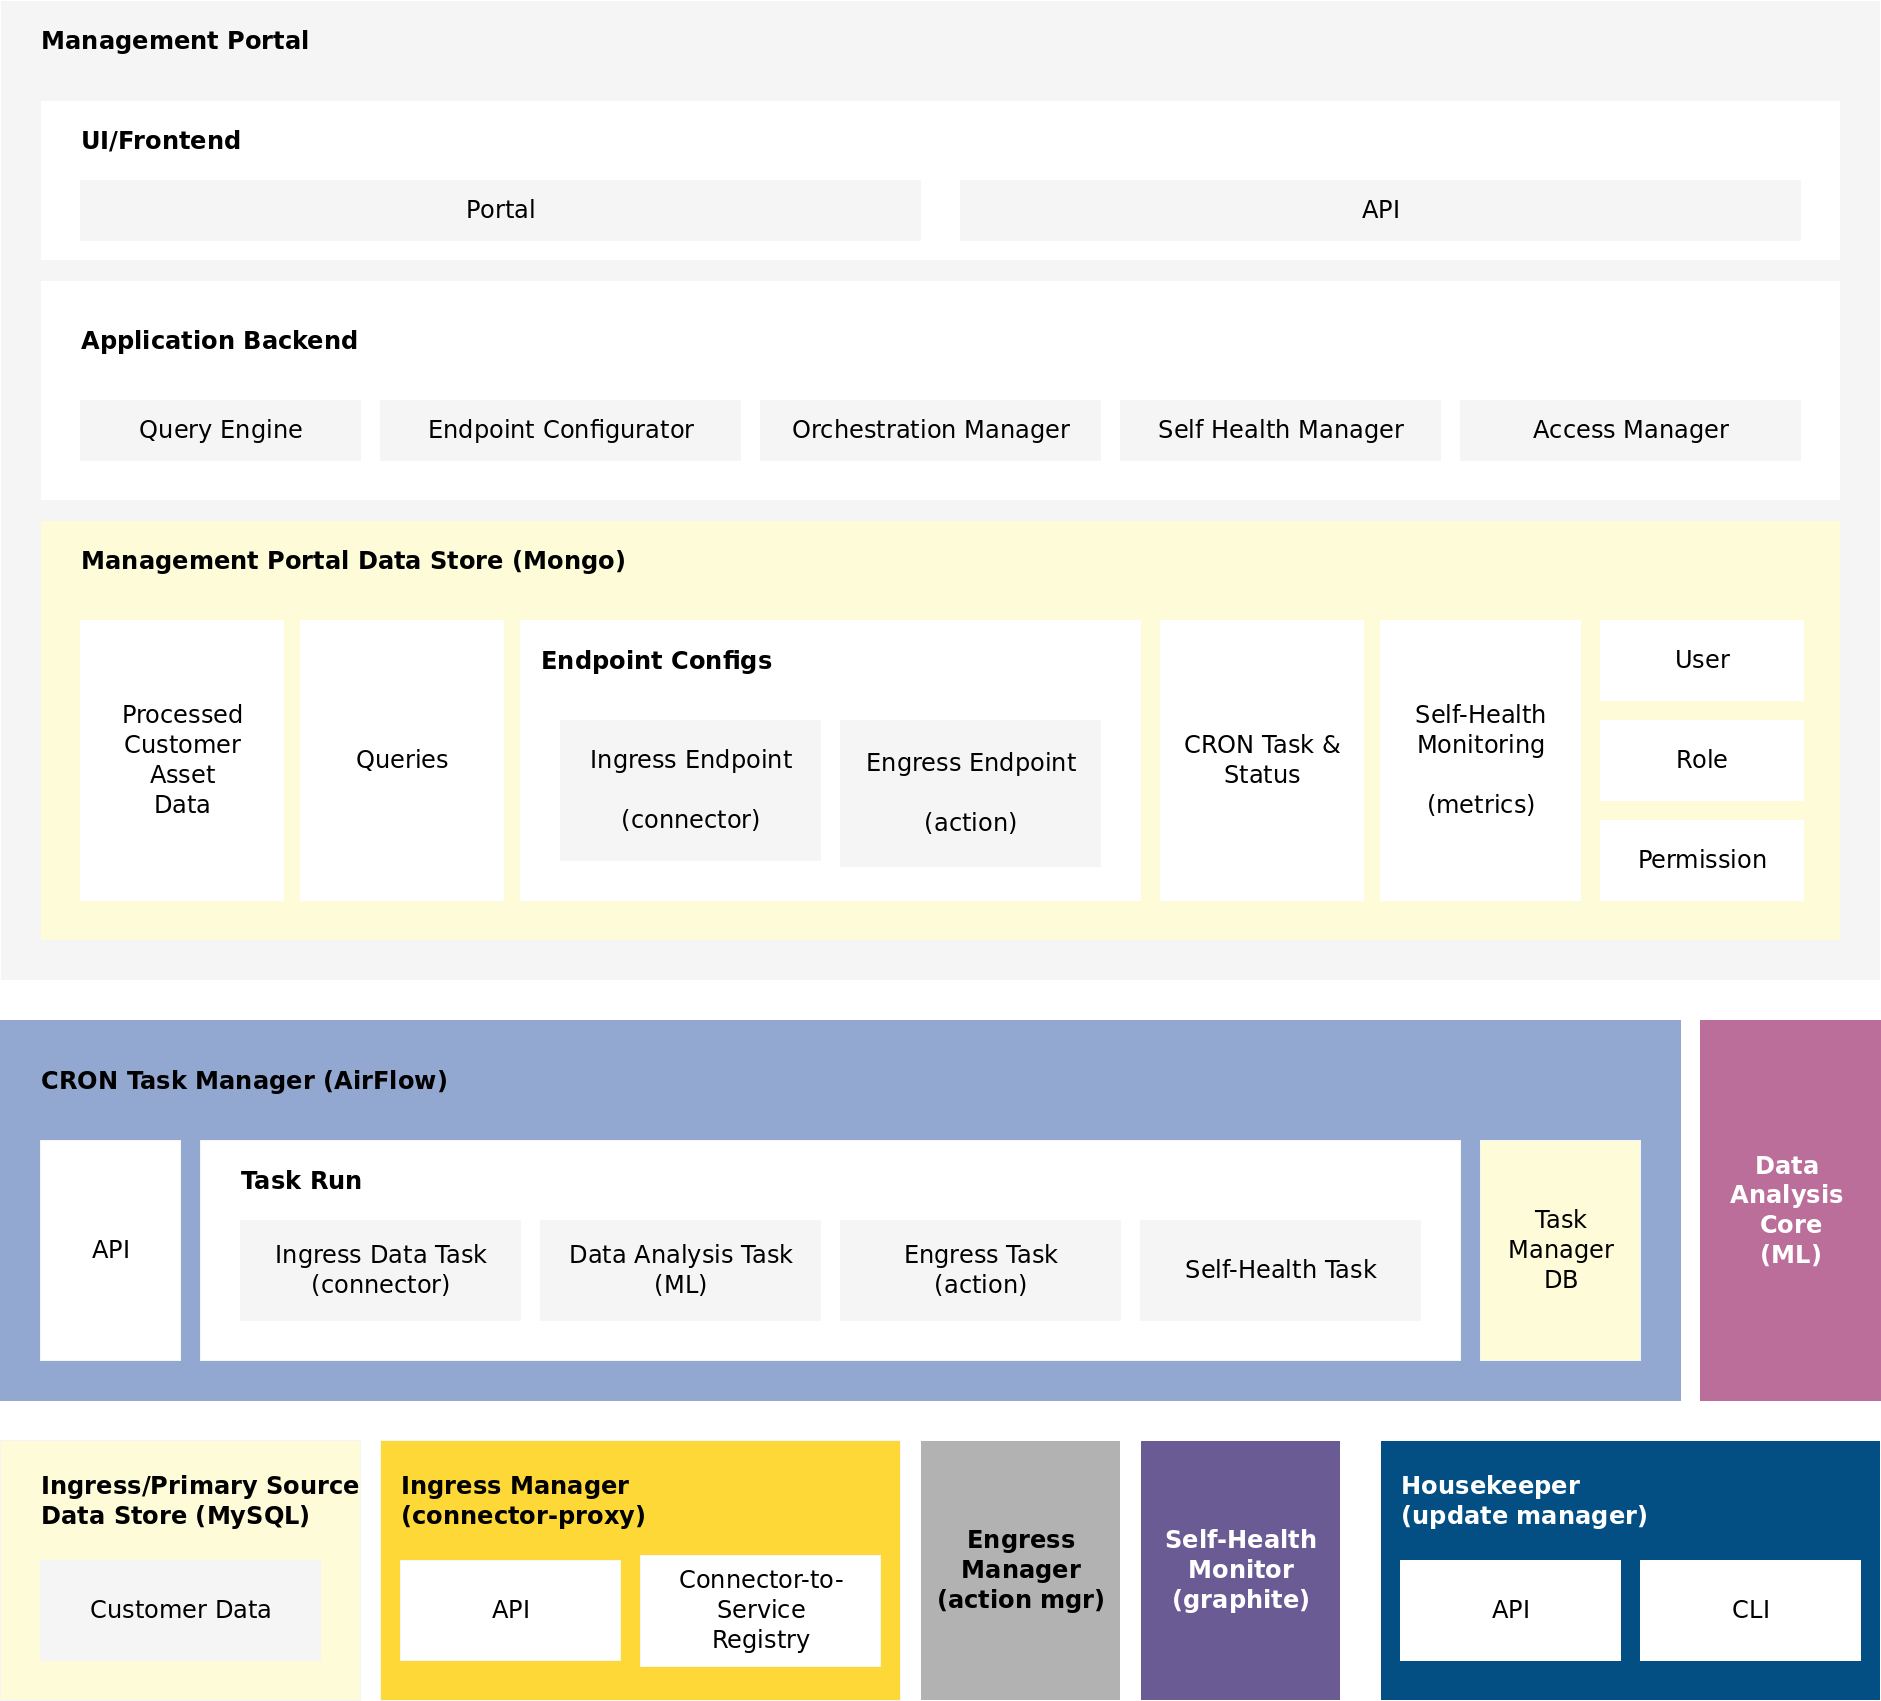 Management Portal
UI/Frontend
Portal
API
Application Backend
Query Engine
Endpoint Configurator
Orchestration Manager
Self Health Manager
Access Manager
Management Portal Data Store (Mongo)
Processed
Customer
Asset
Data
Queries
Endpoint Configs
Ingress Endpoint
(connector)
Engress Endpoint
(action)
CRON Task &
Status
Self-Health
Monitoring
(metrics)
User
Role
Permission
CRON Task Manager (AirFlow)
API
Task Run
Ingress Data Task
(connector)
Data Analysis Task
(ML)
Engress Task
(action)
Self-Health Task
Task
Manager
DB
Data
Analysis
Core
(ML)
Ingress/Primary Source
Data Store (MySQL)
Customer Data
Ingress Manager
(connector-proxy)
API
Connector-to-
Service
Registry
Engress
Manager
(action mgr)
Self-Health
Monitor
(graphite)
Housekeeper
(update manager)
API
CLI